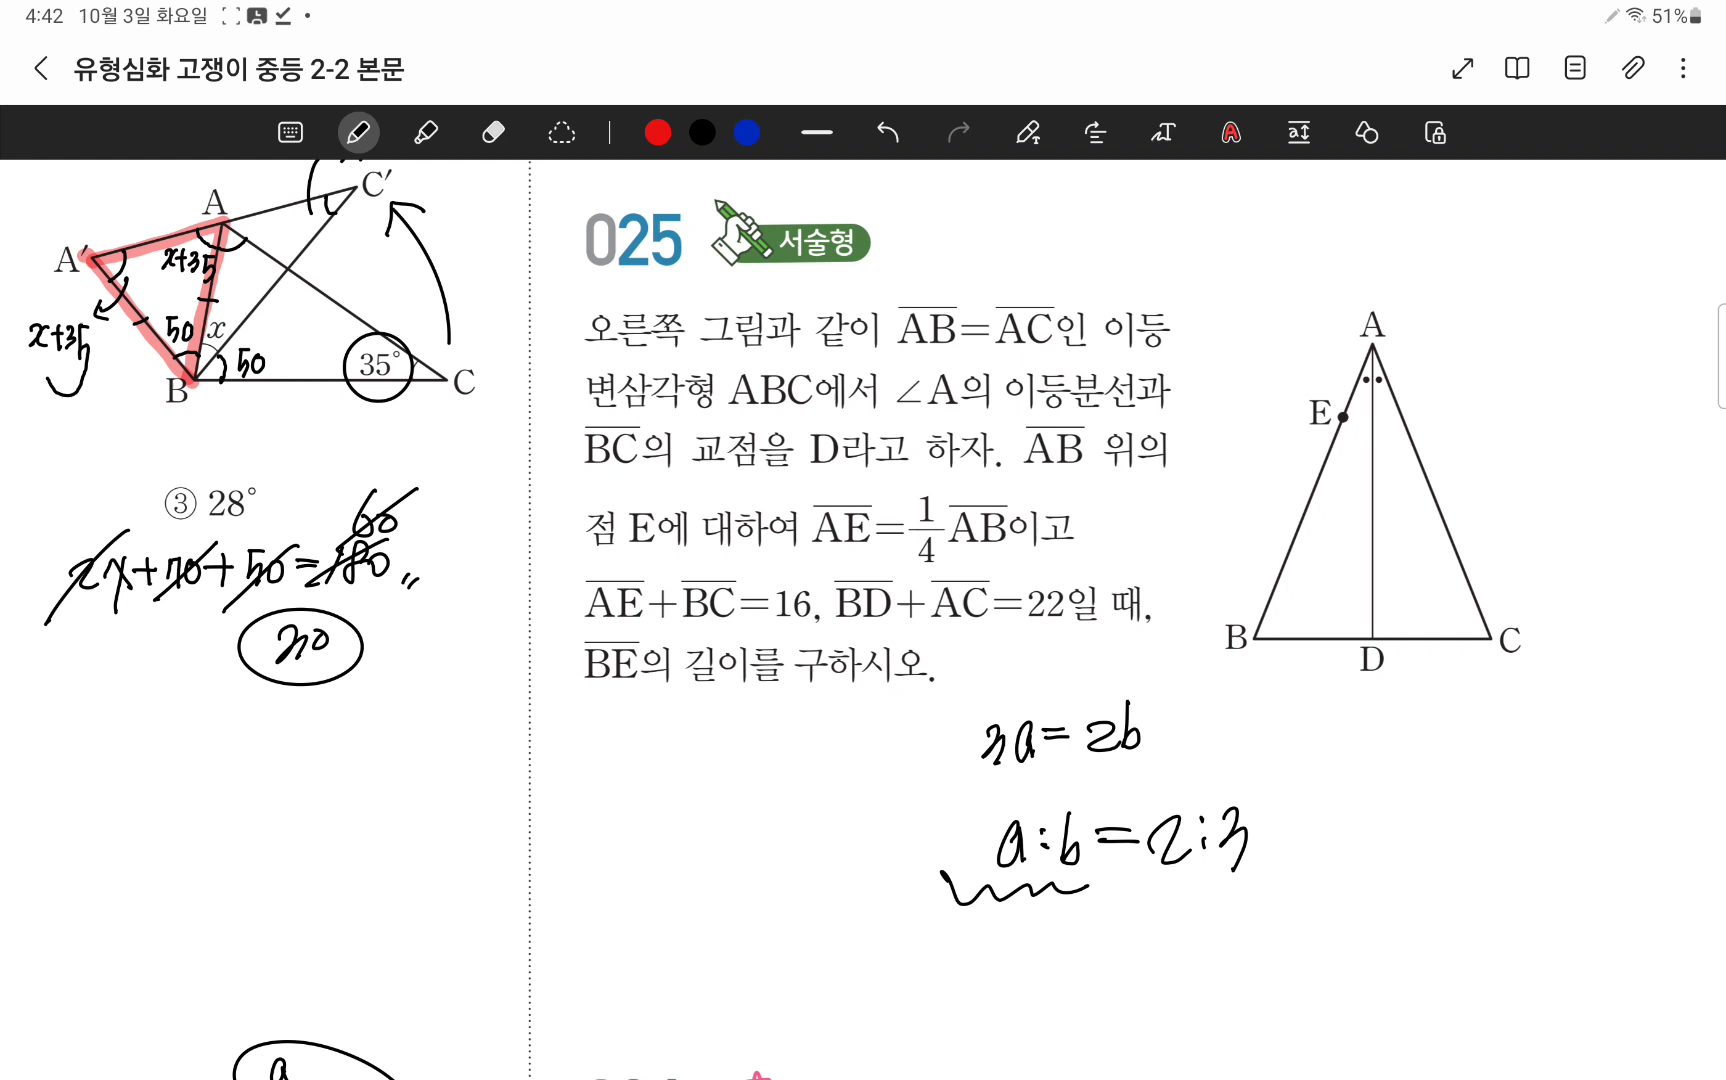 4:42 10월 3일 화요일
51%
유형심화 고쟁이 중등 2-2 본문
A
C′
A′
x+35
x+35
50
x
50
35°
B
C
③ 28°
60
2x+70+50=180
025 서술형
오른쪽 그림과 같이 AB=AC인 이등
변삼각형 ABC에서 ∠A의 이등분선과
BC의 교점을 D라고 하자. AB 위의
점 E에 대하여 AE=1/4 AB이고
AE+BC=16, BD+AC=22일 때,
BE의 길이를 구하시오.
A
E
B
D
C
3a=2b
a:b=2:3
a